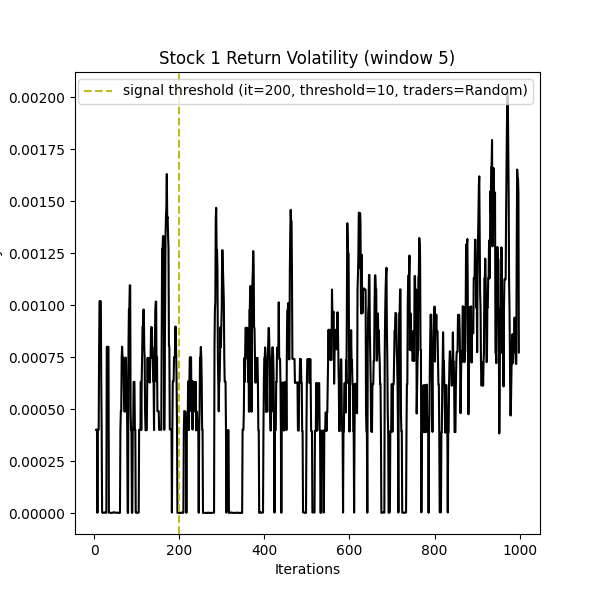 Stock 1 Return Volatility (window 5)
signal threshold (it=200, threshold=10, traders=Random)
0.00200
0.00175
0.00150
0.00125
0.00100
0.00075
0.00050
0.00025
0.00000
0 200 400 600 800 1000
Iterations